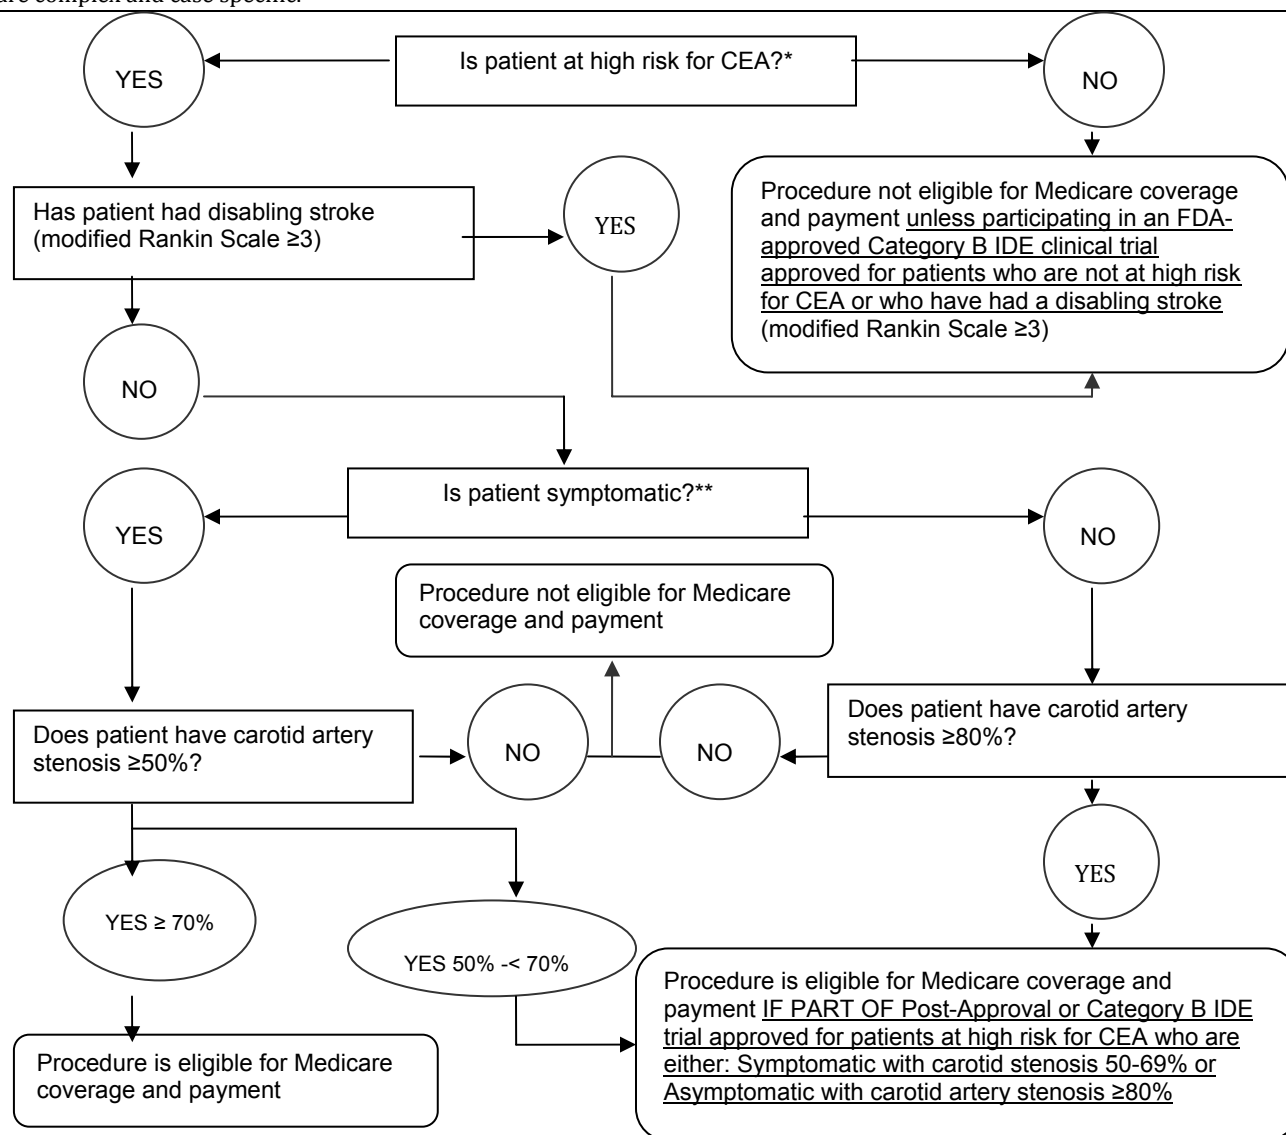 are complex and case specific.
Is patient at high risk for CEA?*
YES
NO
Has patient had disabling stroke
(modified Rankin Scale ≥3)
YES
Procedure not eligible for Medicare coverage
and payment unless participating in an FDA-
approved Category B IDE clinical trial
approved for patients who are not at high risk
for CEA or who have had a disabling stroke
(modified Rankin Scale ≥3)
NO
Is patient symptomatic?**
YES
NO
Procedure not eligible for Medicare
coverage and payment
Does patient have carotid artery
stenosis ≥50%?
NO
NO
Does patient have carotid artery
stenosis ≥80%?
YES
YES ≥ 70%
YES 50% -< 70%
Procedure is eligible for Medicare coverage and
payment IF PART OF Post-Approval or Category B IDE
trial approved for patients at high risk for CEA who are
either: Symptomatic with carotid stenosis 50-69% or
Asymptomatic with carotid artery stenosis ≥80%
Procedure is eligible for Medicare
coverage and payment